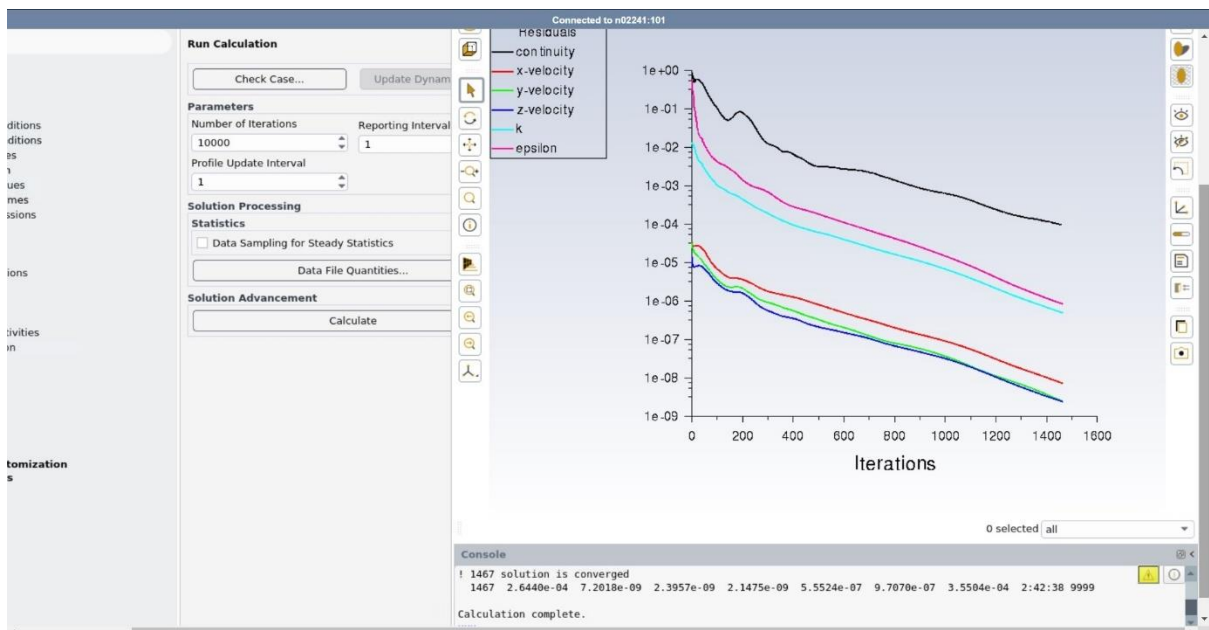 Connected to n02241:101
Run Calculation
Check Case...
Update Dynam
Parameters
Number of Iterations
Reporting Interval
10000
1
Profile Update Interval
1
Solution Processing
Statistics
Data Sampling for Steady Statistics
Data File Quantities...
Solution Advancement
Calculate
ditions
ditions
es
n
ues
mes
ssions
ions
tivities
on
tomization
s
Residuals
continuity
x-velocity
y-velocity
z-velocity
k
epsilon
1e+00
1e-01
1e-02
1e-03
1e-04
1e-05
1e-06
1e-07
1e-08
1e-09
0 200 400 600 800 1000 1200 1400 1600
Iterations
0 selected all
Console
! 1467 solution is converged
1467 2.6440e-04 7.2018e-09 2.3957e-09 2.1475e-09 5.5524e-07 9.7070e-07 3.5504e-04 2:42:38 9999
Calculation complete.